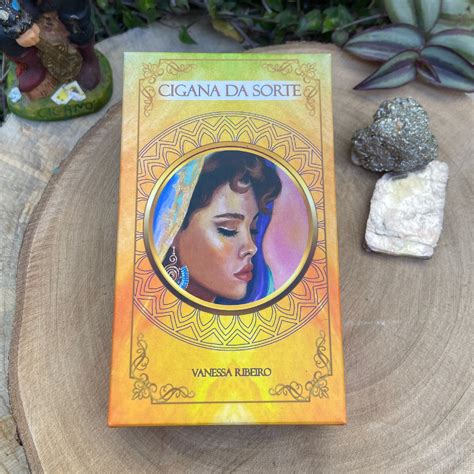 CIGANA DA SORTE
VANESSA RIBEIRO